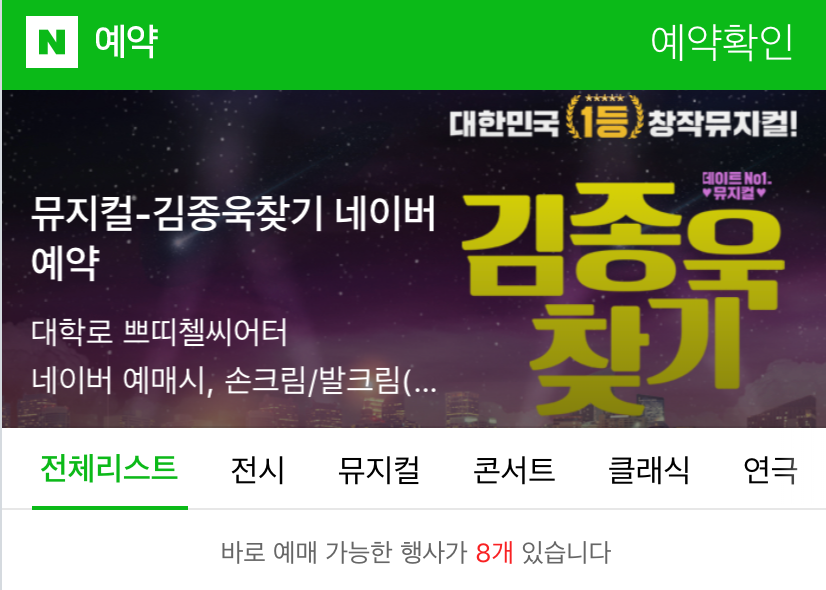 N 예약
예약확인
대한민국 1등 창작뮤지컬!
데이트 No1.
♥뮤지컬♥
김종욱
찾기
뮤지컬-김종욱찾기 네이버
예약
대학로 쁘띠첼씨어터
네이버 예매시, 손크림/발크림(...
전체리스트 전시 뮤지컬 콘서트 클래식 연극
바로 예매 가능한 행사가 8개 있습니다